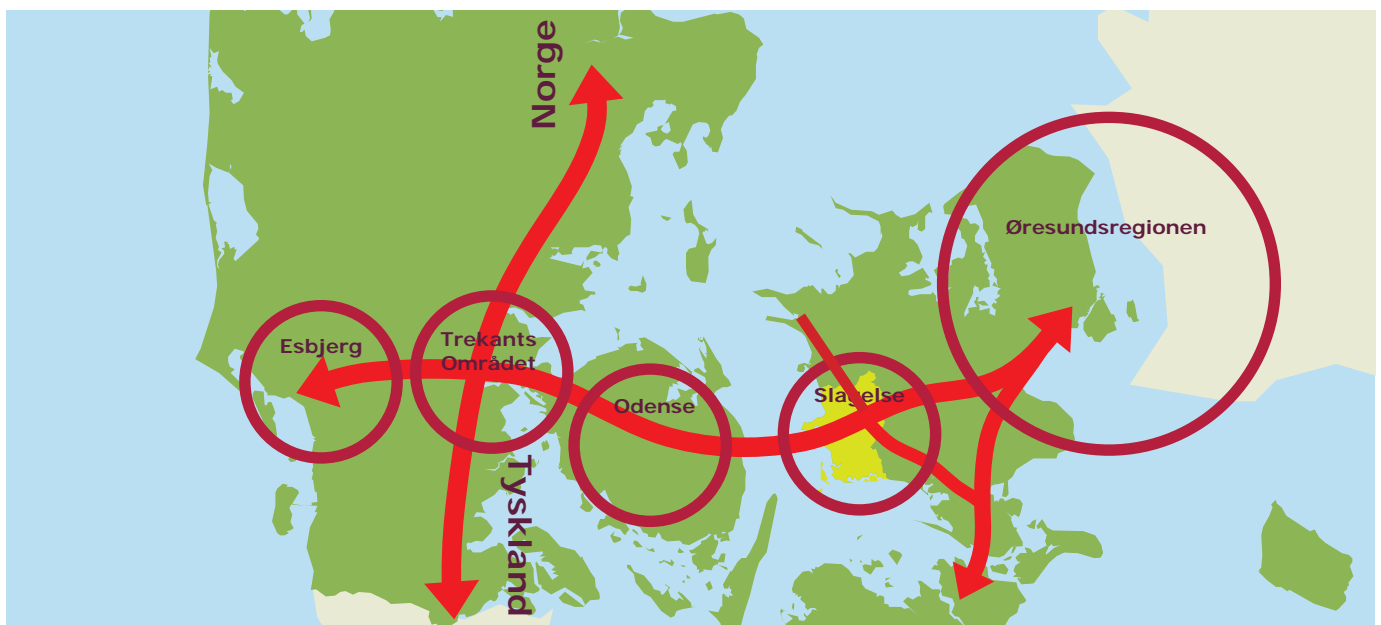 Norge
Øresundsregionen
Esbjerg
Trekants
Området
Odense
Slagelse
Tyskland